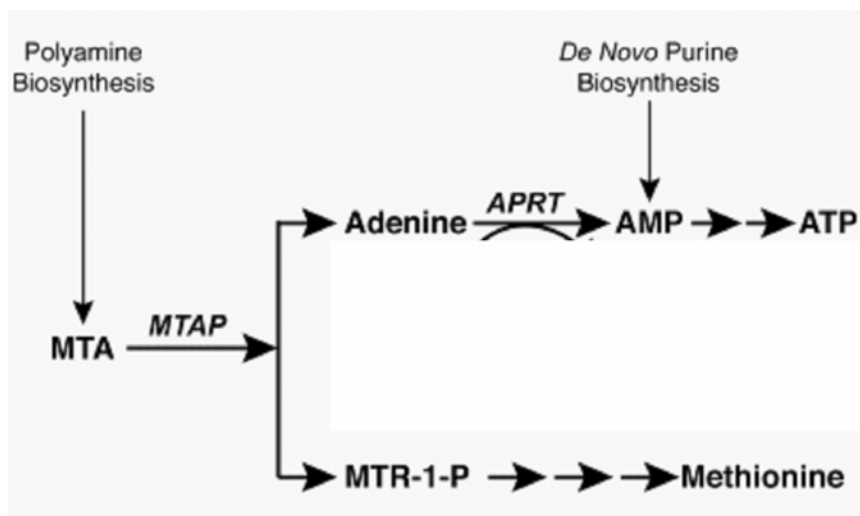 Polyamine
Biosynthesis
De Novo Purine
Biosynthesis
Adenine
APRT
AMP
ATP
MTA
MTAP
MTR-1-P
Methionine